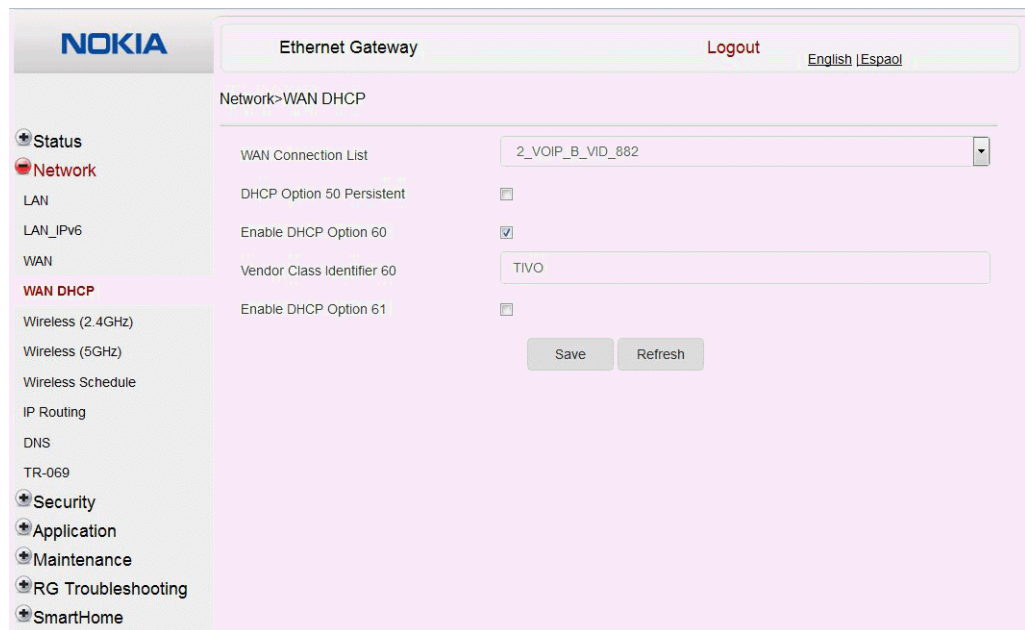 NOKIA
Ethernet Gateway
Logout
English |Espaol
Network>WAN DHCP
Status
Network
LAN
LAN_IPv6
WAN
WAN DHCP
Wireless (2.4GHz)
Wireless (5GHz)
Wireless Schedule
IP Routing
DNS
TR-069
Security
Application
Maintenance
RG Troubleshooting
SmartHome
WAN Connection List
2_VOIP_B_VID_882
DHCP Option 50 Persistent
Enable DHCP Option 60
Vendor Class Identifier 60
TIVO
Enable DHCP Option 61
Save
Refresh